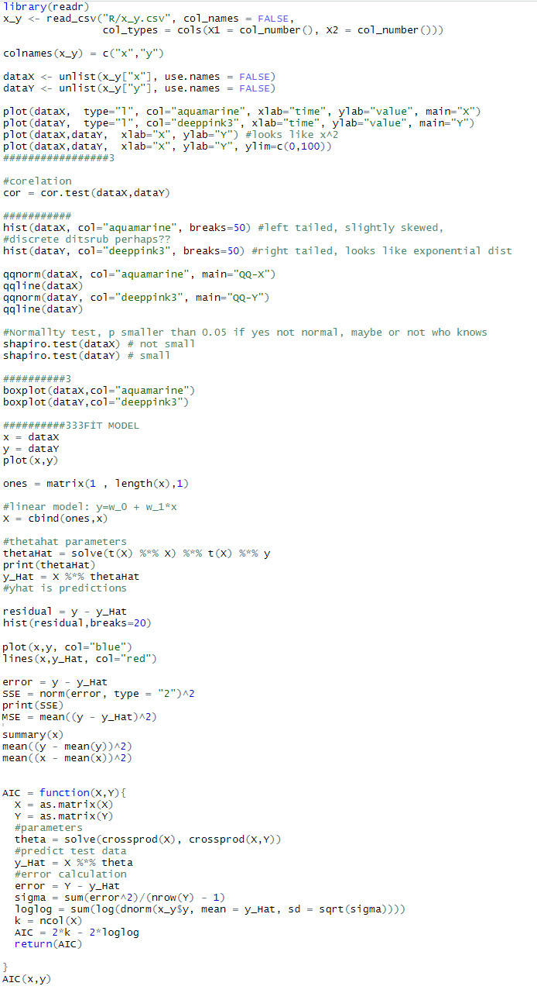 library(readr)
x_y <- read_csv("R/x_y.csv", col_names = FALSE,
                col_types = cols(X1 = col_number(), X2 = col_number()))

colnames(x_y) = c("x","y")

dataX <- unlist(x_y["x"], use.names = FALSE)
dataY <- unlist(x_y["y"], use.names = FALSE)

plot(dataX,  type="l", col="aquamarine", xlab="time", ylab="value", main="X")
plot(dataY,  type="l", col="deeppink3", xlab="time", ylab="value", main="Y")
plot(dataX,dataY,  xlab="X", ylab="Y") #looks like x^2
plot(dataX,dataY,  xlab="X", ylab="Y", ylim=c(0,100))
#################3

#corelation
cor = cor.test(dataX,dataY)

###########
hist(dataX, col="aquamarine", breaks=50) #left tailed, slightly skewed,
#discrete ditsrub perhaps??
hist(dataY, col="deeppink3", breaks=50) #right tailed, looks like exponential dist

qqnorm(dataX, col="aquamarine", main="QQ-X")
qqline(dataX)
qqnorm(dataY, col="deeppink3", main="QQ-Y")
qqline(dataY)

#Normallty test, p smaller than 0.05 if yes not normal, maybe or not who knows
shapiro.test(dataX) # not small
shapiro.test(dataY) # small

##########3
boxplot(dataX,col="aquamarine")
boxplot(dataY,col="deeppink3")

##########333FİT MODEL
x = dataX
y = dataY
plot(x,y)

ones = matrix(1 , length(x),1)

#linear model: y=w_0 + w_1*x
X = cbind(ones,x)

#thetahat parameters
thetaHat = solve(t(X) %*% X) %*% t(X) %*% y
print(thetaHat)
y_Hat = X %*% thetaHat
#yhat is predictions

residual = y - y_Hat
hist(residual,breaks=20)

plot(x,y, col="blue")
lines(x,y_Hat, col="red")

error = y - y_Hat
SSE = norm(error, type = "2")^2
print(SSE)
MSE = mean((y - y_Hat)^2)

summary(x)
mean((y - mean(y))^2)
mean((x - mean(x))^2)


AIC = function(X,Y){
  X = as.matrix(X)
  Y = as.matrix(Y)
  #parameters
  theta = solve(crossprod(X), crossprod(X,Y))
  #predict test data
  y_Hat = X %*% theta
  #error calculation
  error = Y - y_Hat
  sigma = sum(error^2)/(nrow(Y) - 1)
  loglog = sum(log(dnorm(x_y$y, mean = y_Hat, sd = sqrt(sigma))))
  k = ncol(X)
  AIC = 2*k - 2*loglog
  return(AIC)

}
AIC(x,y)